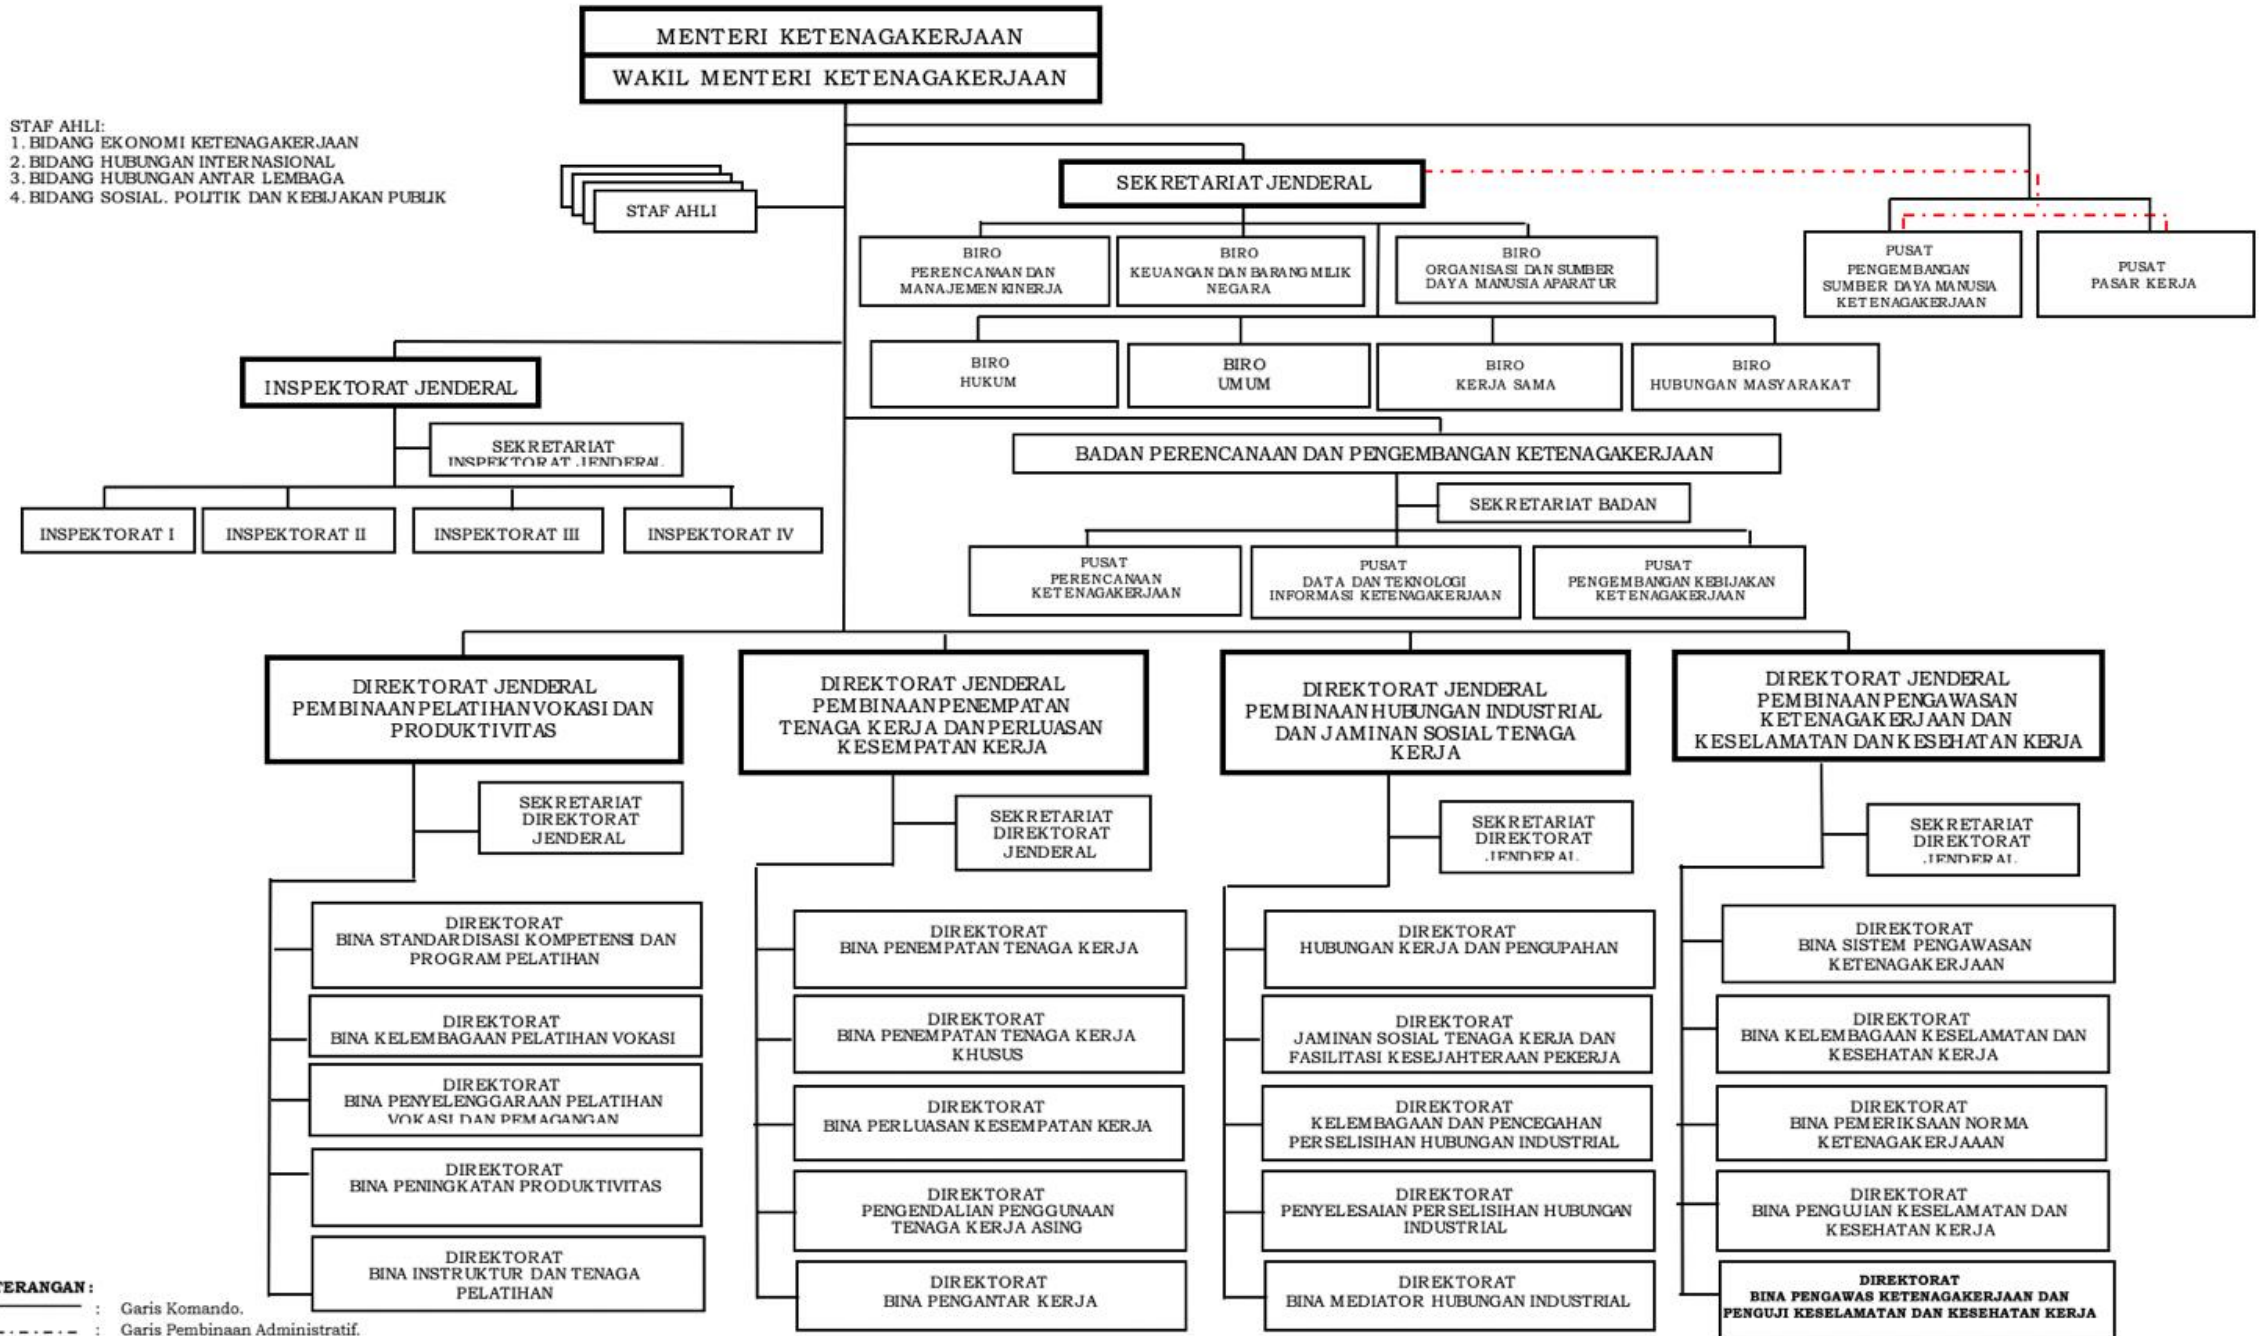 MENTERI KETENAGAKERJAAN
WAKIL MENTERI KETENAGAKERJAAN
STAF AHLI:
1. BIDANG EKONOMI KETENAGAKERJAAN
2. BIDANG HUBUNGAN INTERNASIONAL
3. BIDANG HUBUNGAN ANTAR LEMBAGA
4. BIDANG SOSIAL. POLITIK DAN KEBIJAKAN PUBLIK
STAF AHLI
SEKRETARIAT JENDERAL
BIRO
PERENCANAAN DAN
MANAJEMEN KINERJA
BIRO
KEUANGAN DAN BARANG MILIK
NEGARA
BIRO
ORGANISASI DAN SUMBER
DAYA MANUSIA APARATUR
PUSAT
PENGEMBANGAN
SUMBER DAYA MANUSIA
KETENAGAKERJAAN
PUSAT
PASAR KERJA
BIRO
HUKUM
BIRO
UMUM
BIRO
KERJA SAMA
BIRO
HUBUNGAN MASYARAKAT
INSPEKTORAT JENDERAL
SEKRETARIAT
INSPEKTORAT JENDERAL
INSPEKTORAT I
INSPEKTORAT II
INSPEKTORAT III
INSPEKTORAT IV
BADAN PERENCANAAN DAN PENGEMBANGAN KETENAGAKERJAAN
SEKRETARIAT BADAN
PUSAT
PERENCANAAN
KETENAGAKERJAAN
PUSAT
DATA DAN TEKNOLOGI
INFORMASI KETENAGAKERJAAN
PUSAT
PENGEMBANGAN KEBIJAKAN
KETENAGAKERJAAN
DIREKTORAT JENDERAL
PEMBINAAN PELATIHAN VOKASI DAN
PRODUKTIVITAS
SEKRETARIAT
DIREKTORAT
JENDERAL
DIREKTORAT
BINA STANDARDISASI KOMPETENSI DAN
PROGRAM PELATIHAN
DIREKTORAT
BINA KELEMBAGAAN PELATIHAN VOKASI
DIREKTORAT
BINA PENYELENGGARAAN PELATIHAN
VOKASI DAN PEMAGANGAN
DIREKTORAT
BINA PENINGKATAN PRODUKTIVITAS
DIREKTORAT
BINA INSTRUKTUR DAN TENAGA
PELATIHAN
DIREKTORAT JENDERAL
PEMBINAAN PENEMPATAN
TENAGA KERJA DAN PERLUASAN
KESEMPATAN KERJA
SEKRETARIAT
DIREKTORAT
JENDERAL
DIREKTORAT
BINA PENEMPATAN TENAGA KERJA
DIREKTORAT
BINA PENEMPATAN TENAGA KERJA
KHUSUS
DIREKTORAT
BINA PERLUASAN KESEMPATAN KERJA
DIREKTORAT
PENGENDALIAN PENGGUNAAN
TENAGA KERJA ASING
DIREKTORAT
BINA PENGANTAR KERJA
DIREKTORAT JENDERAL
PEMBINAAN HUBUNGAN INDUSTRIAL
DAN JAMINAN SOSIAL TENAGA
KERJA
SEKRETARIAT
DIREKTORAT
JENDERAL
DIREKTORAT
HUBUNGAN KERJA DAN PENGUPAHAN
DIREKTORAT
JAMINAN SOSIAL TENAGA KERJA DAN
FASILITASI KESEJAHTERAAN PEKERJA
DIREKTORAT
KELEMBAGAAN DAN PENCEGAHAN
PERSELISIHAN HUBUNGAN INDUSTRIAL
DIREKTORAT
PENYELESAIAN PERSELISIHAN HUBUNGAN
INDUSTRIAL
DIREKTORAT
BINA MEDIATOR HUBUNGAN INDUSTRIAL
DIREKTORAT JENDERAL
PEMBINAAN PENGAWASAN
KETENAGAKERJAAN DAN
KESELAMATAN DAN KESEHATAN KERJA
SEKRETARIAT
DIREKTORAT
JENDERAL
DIREKTORAT
BINA SISTEM PENGAWASAN
KETENAGAKERJAAN
DIREKTORAT
BINA KELEMBAGAAN KESELAMATAN DAN
KESEHATAN KERJA
DIREKTORAT
BINA PEMERIKSAAN NORMA
KETENAGAKERJAAAN
DIREKTORAT
BINA PENGUJIAN KESELAMATAN DAN
KESEHATAN KERJA
DIREKTORAT
BINA PENGAWAS KETENAGAKERJAAN DAN
PENGUJI KESELAMATAN DAN KESEHATAN KERJA
TERANGAN :
: Garis Komando.
: Garis Pembinaan Administratif.